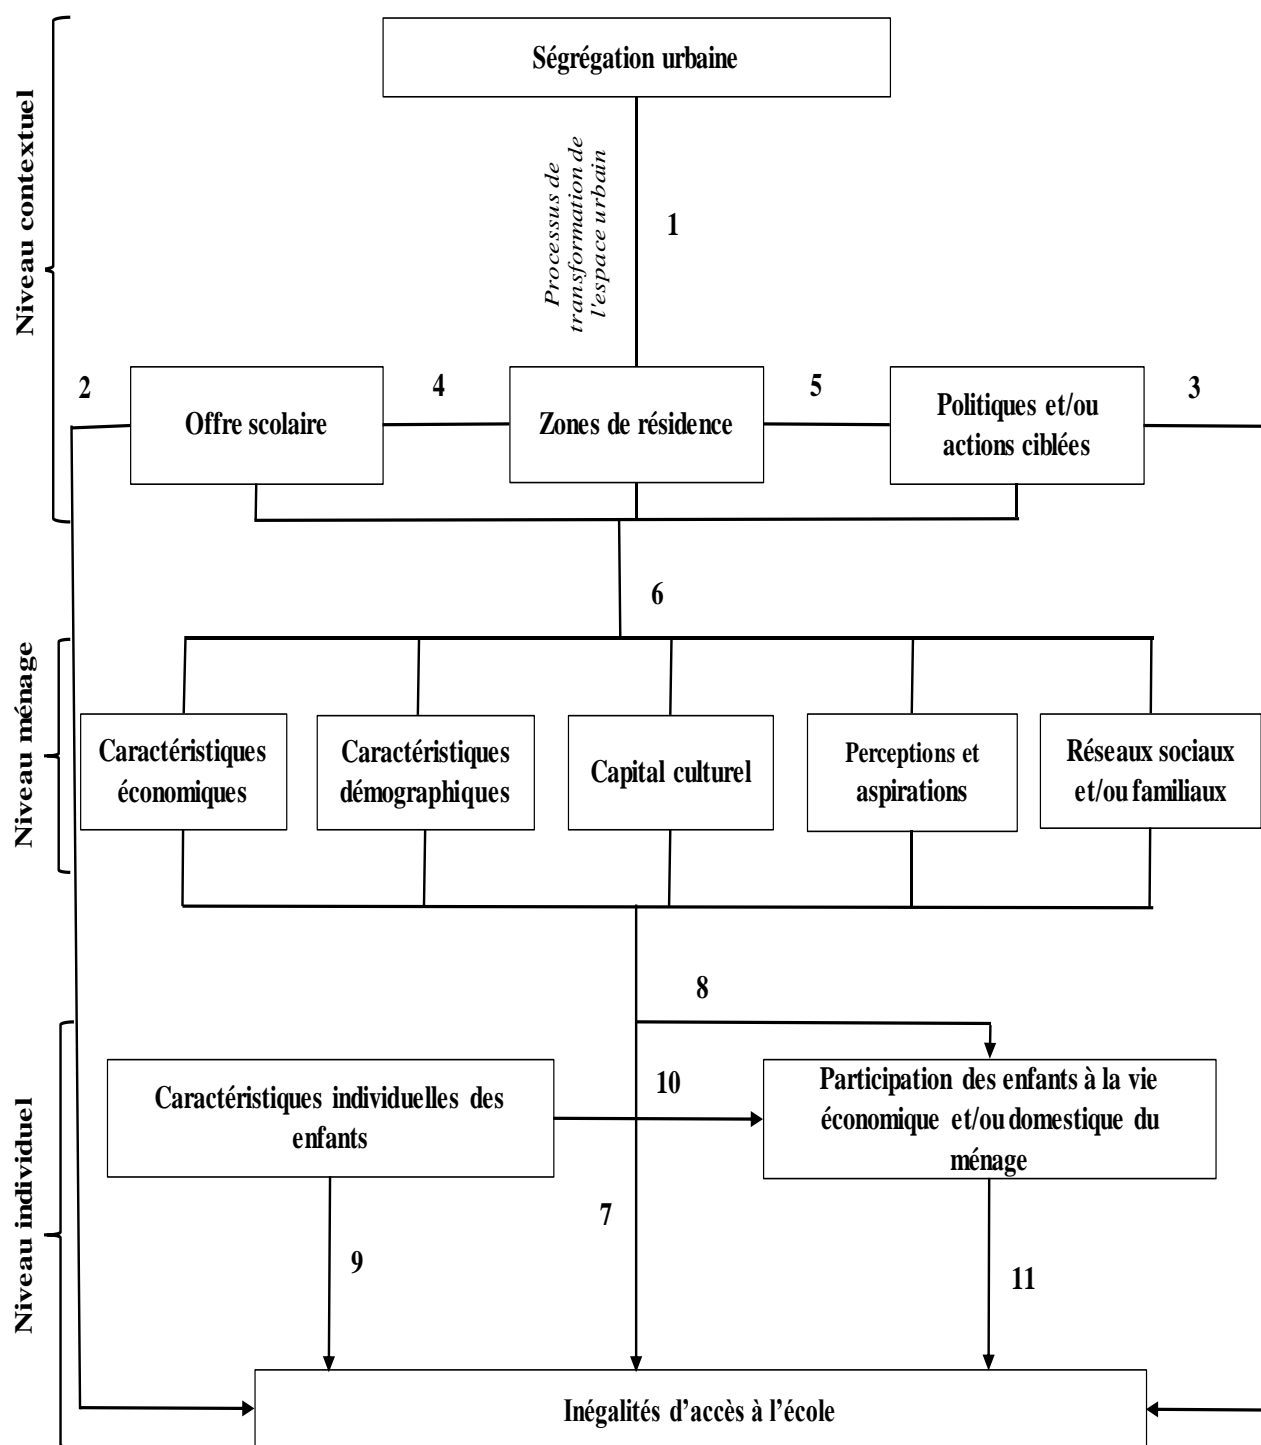 Ségrégation urbaine
Niveau contextuel
Processus de
transformation de
l'espace urbain
1
2
Offre scolaire
4
Zones de résidence
5
Politiques et/ou
actions ciblées
3
6
Niveau ménage
Caractéristiques
économiques
Caractéristiques
démographiques
Capital culturel
Perceptions et
aspirations
Réseaux sociaux
et/ou familiaux
8
Niveau individuel
Caractéristiques individuelles des
enfants
10
Participation des enfants à la vie
économique et/ou domestique du
ménage
7
9
11
Inégalités d’accès à l’école